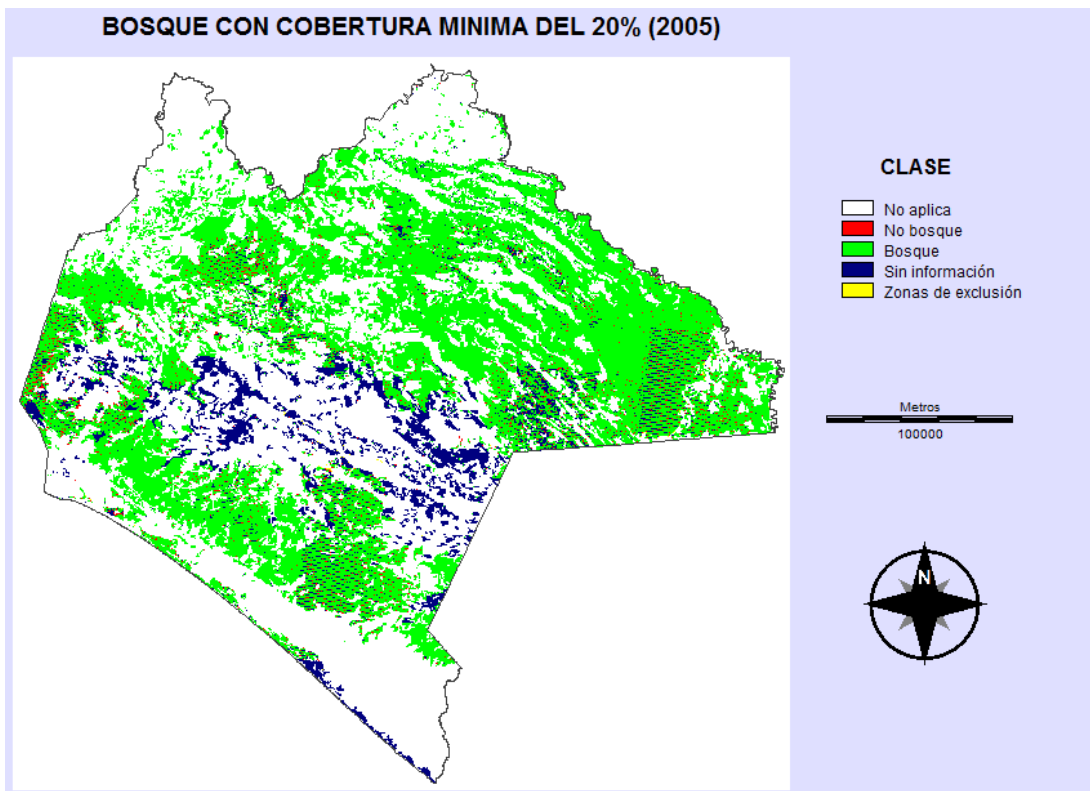 BOSQUE CON COBERTURA MINIMA DEL 20% (2005)
CLASE
No aplica
No bosque
Bosque
Sin información
Zonas de exclusión
Metros
100000
N